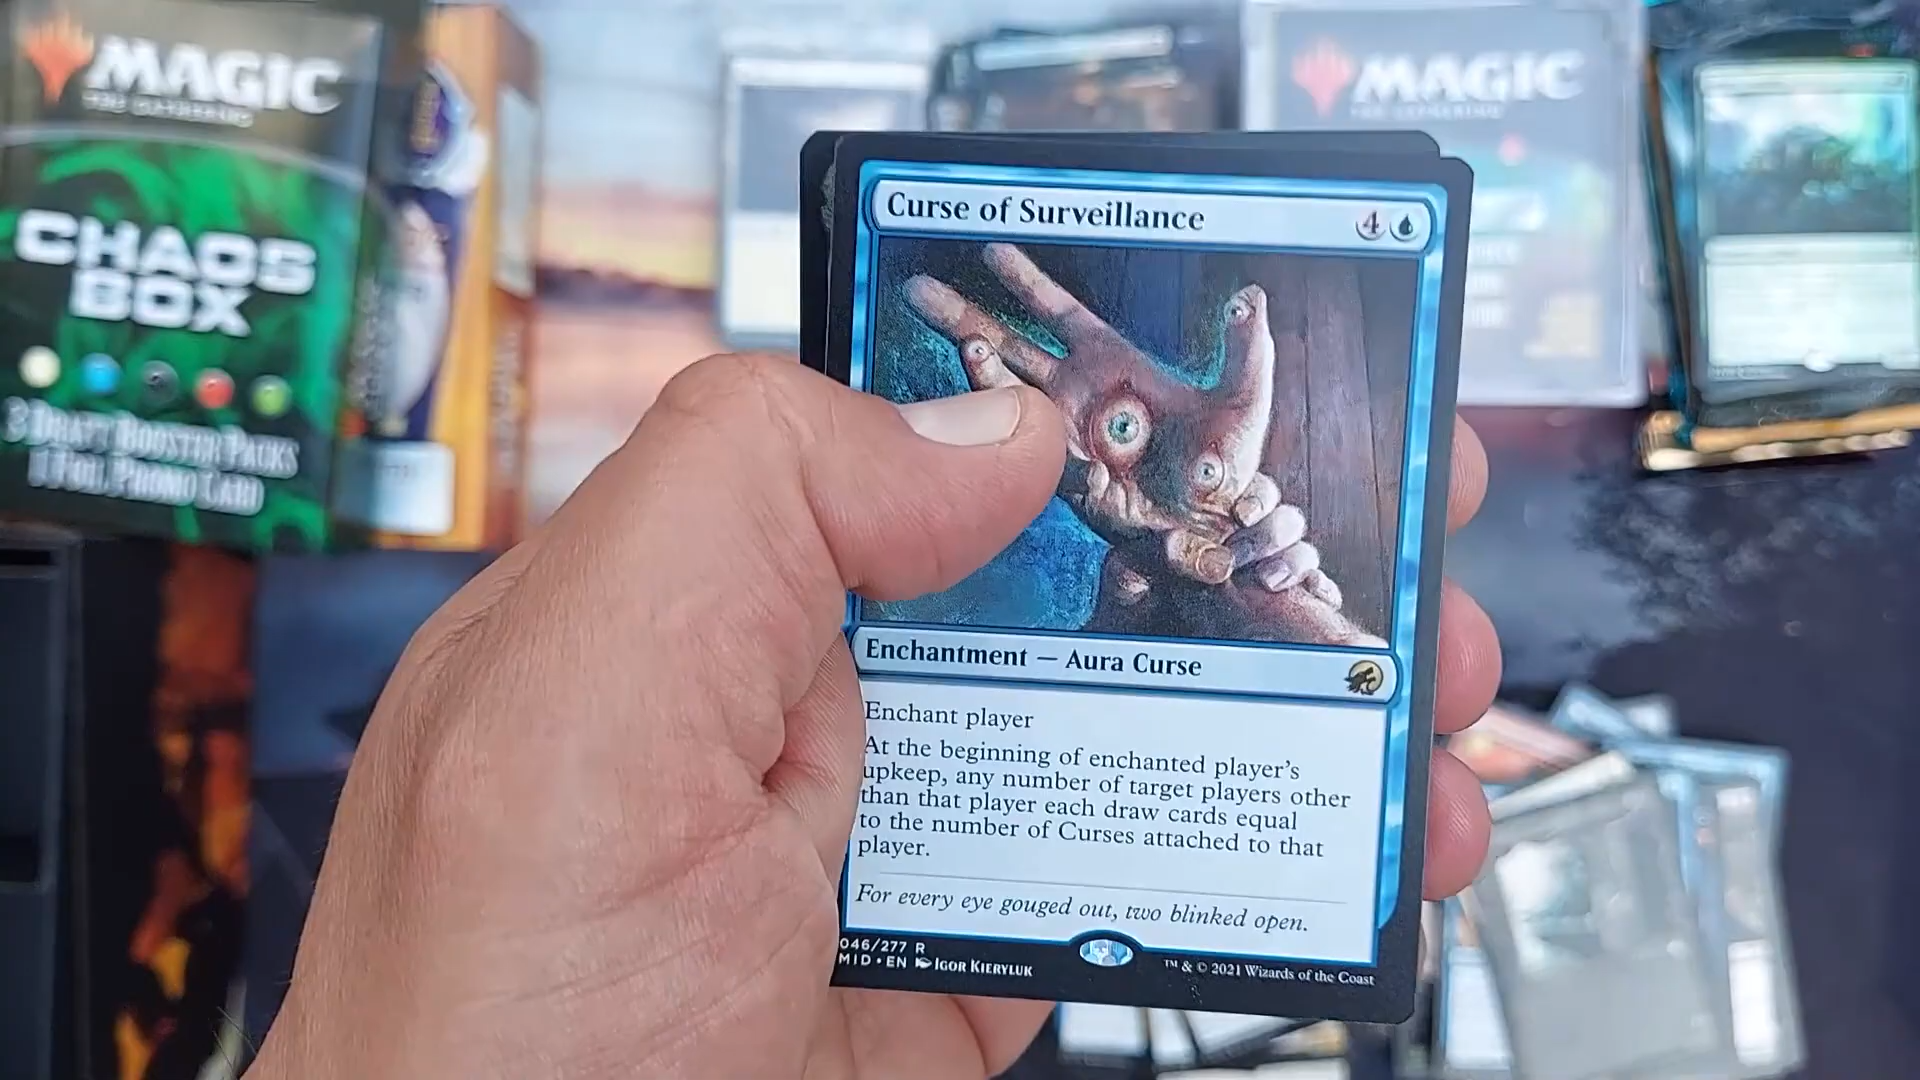 MAGIC
THE GATHERING
CHAOS
BOX
3 DRAFT BOOSTER PACKS
1 FOIL PROMO CARD
MAGIC
THE GATHERING
Curse of Surveillance
4
Enchantment — Aura Curse
Enchant player
At the beginning of enchanted player's
upkeep, any number of target players other
than that player each draw cards equal
to the number of Curses attached to that
player.
For every eye gouged out, two blinked open.
046/277 R
MID • EN IGOR KIERYLUK
™ & © 2021 Wizards of the Coast